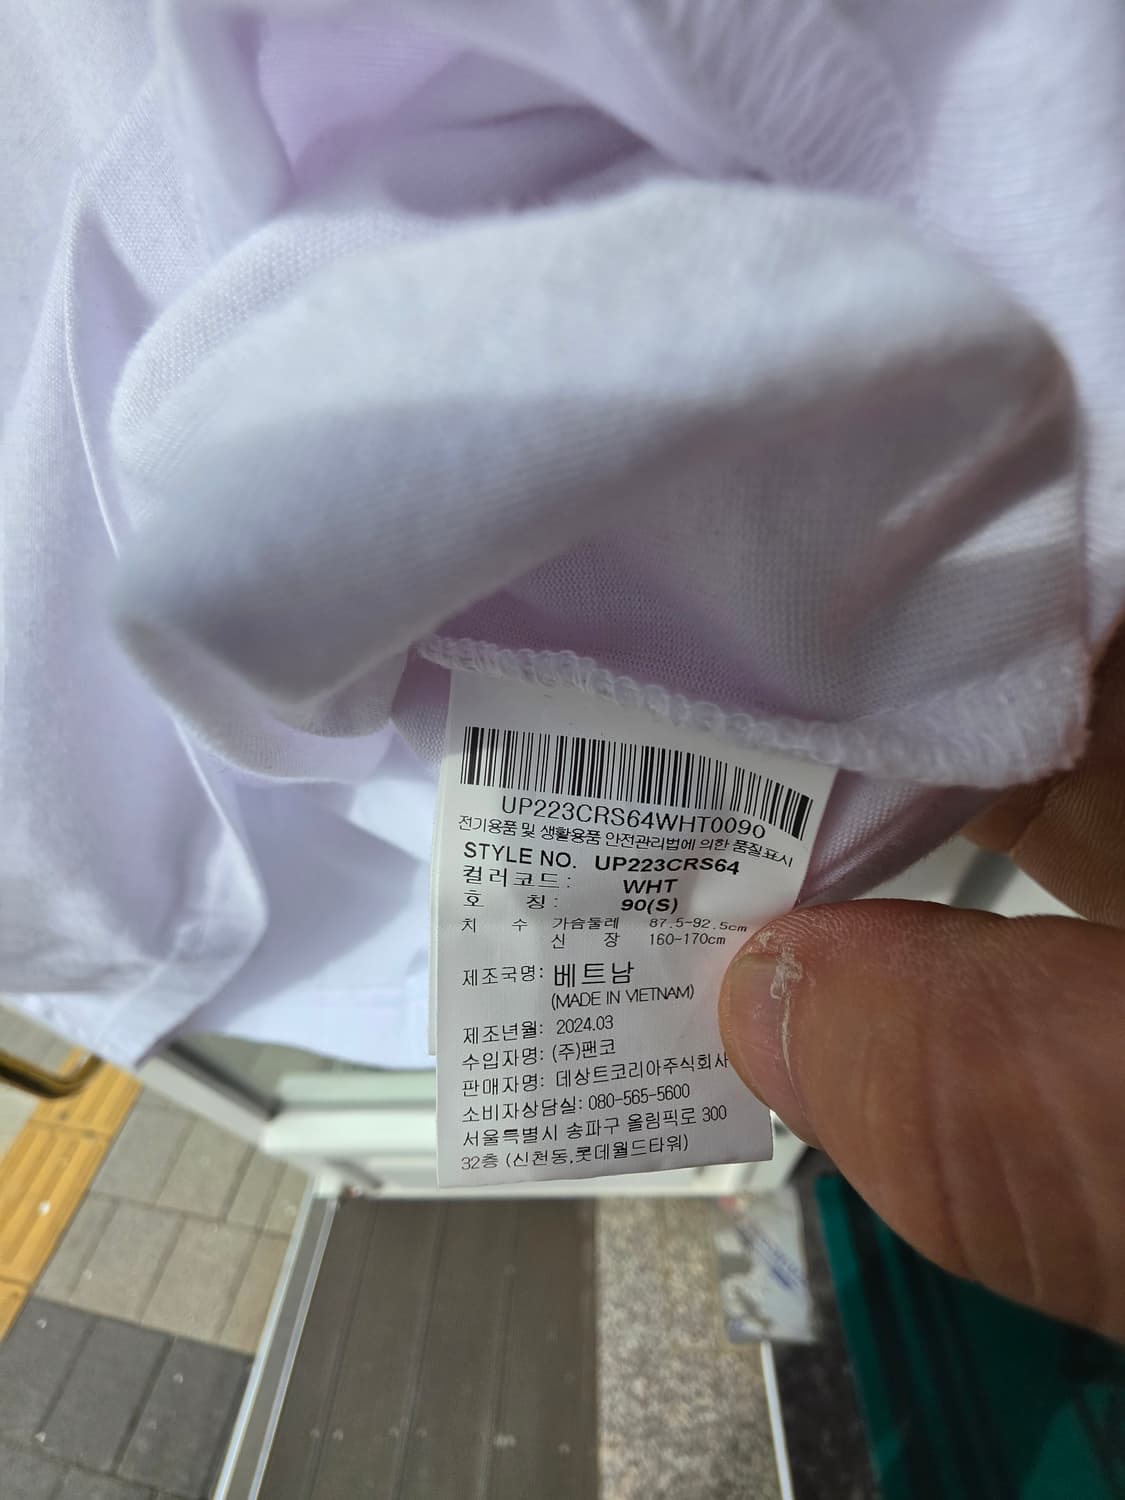 UP223CRS64WHT0090
전기용품 및 생활용품 안전관리법에 의한 품질표시
STYLE NO. UP223CRS64
컬러코드 : WHT
호 칭 : 90(S)
치 수 가슴둘레 87.5-92.5cm
신 장 160-170cm
제조국명: 베트남
(MADE IN VIETNAM)
제조년월: 2024.03
수입자명: (주)팬코
판매자명: 데상트코리아주식회사
소비자상담실: 080-565-5600
서울특별시 송파구 올림픽로 300
32층 (신천동,롯데월드타워)